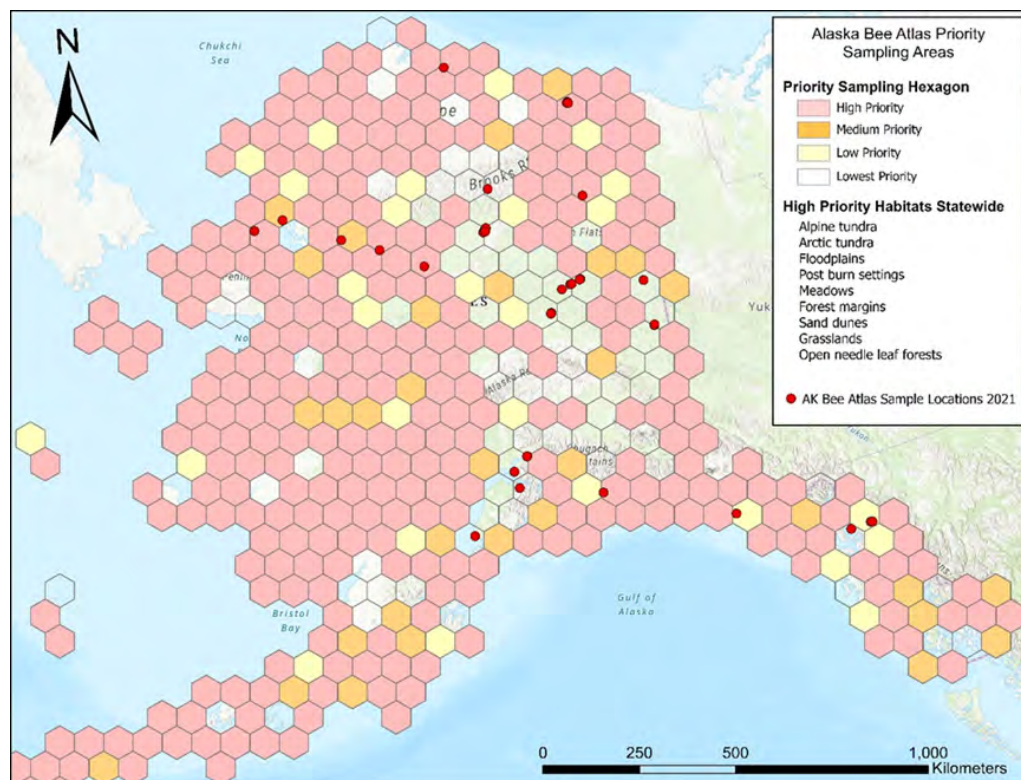 N
Chukchi
Sea
Brooks
Flats
Yuk
Alaska
Bristol
Bay
Gulf of
Alaska
Yukon
Alaska Bee Atlas Priority
Sampling Areas
Priority Sampling Hexagon
High Priority
Medium Priority
Low Priority
Lowest Priority
High Priority Habitats Statewide
Alpine tundra
Arctic tundra
Floodplains
Post burn settings
Meadows
Forest margins
Sand dunes
Grasslands
Open needle leaf forests
AK Bee Atlas Sample Locations 2021
0 250 500 1,000
Kilometers